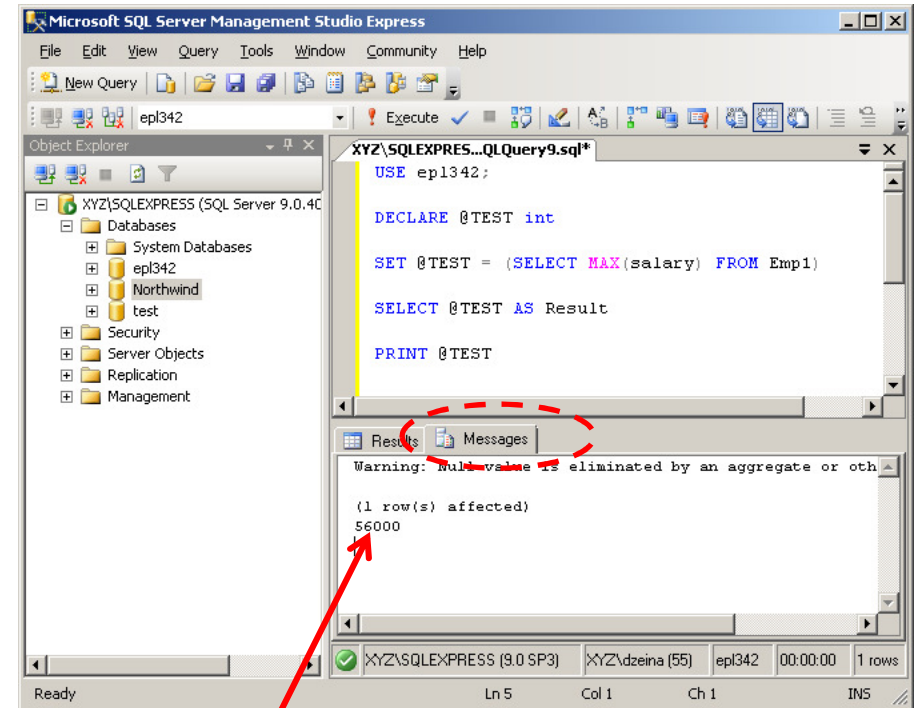 Microsoft SQL Server Management Studio Express
File Edit View Query Tools Window Community Help
New Query
epl342 Execute
Object Explorer
XYZ\SQLEXPRESS (SQL Server 9.0.40
Databases
System Databases
epl342
Northwind
test
Security
Server Objects
Replication
Management
XYZ\SQLEXPRES...QLQuery9.sql*
USE epl342;
DECLARE @TEST int
SET @TEST = (SELECT MAX(salary) FROM Emp1)
SELECT @TEST AS Result
PRINT @TEST
Results Messages
Warning: Null value is eliminated by an aggregate or oth
(1 row(s) affected)
56000
XYZ\SQLEXPRESS (9.0 SP3) XYZ\dzeina (55) epl342 00:00:00 1 rows
Ready Ln 5 Col 1 Ch 1 INS